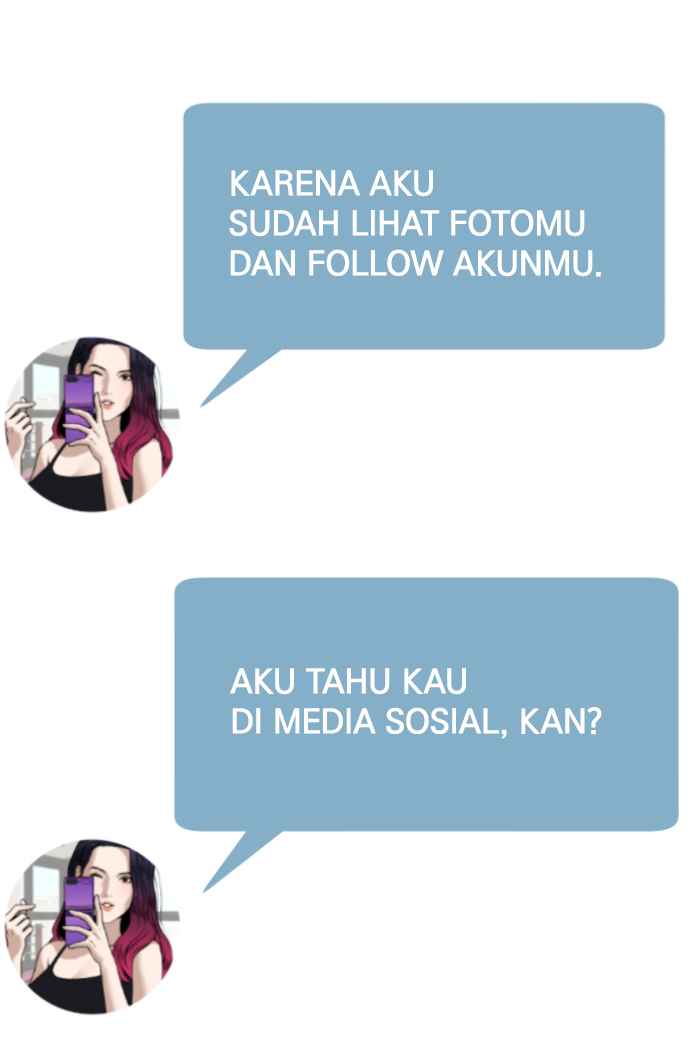 KARENA AKU
SUDAH LIHAT FOTOMU
DAN FOLLOW AKUNMU.
AKU TAHU KAU
DI MEDIA SOSIAL, KAN?